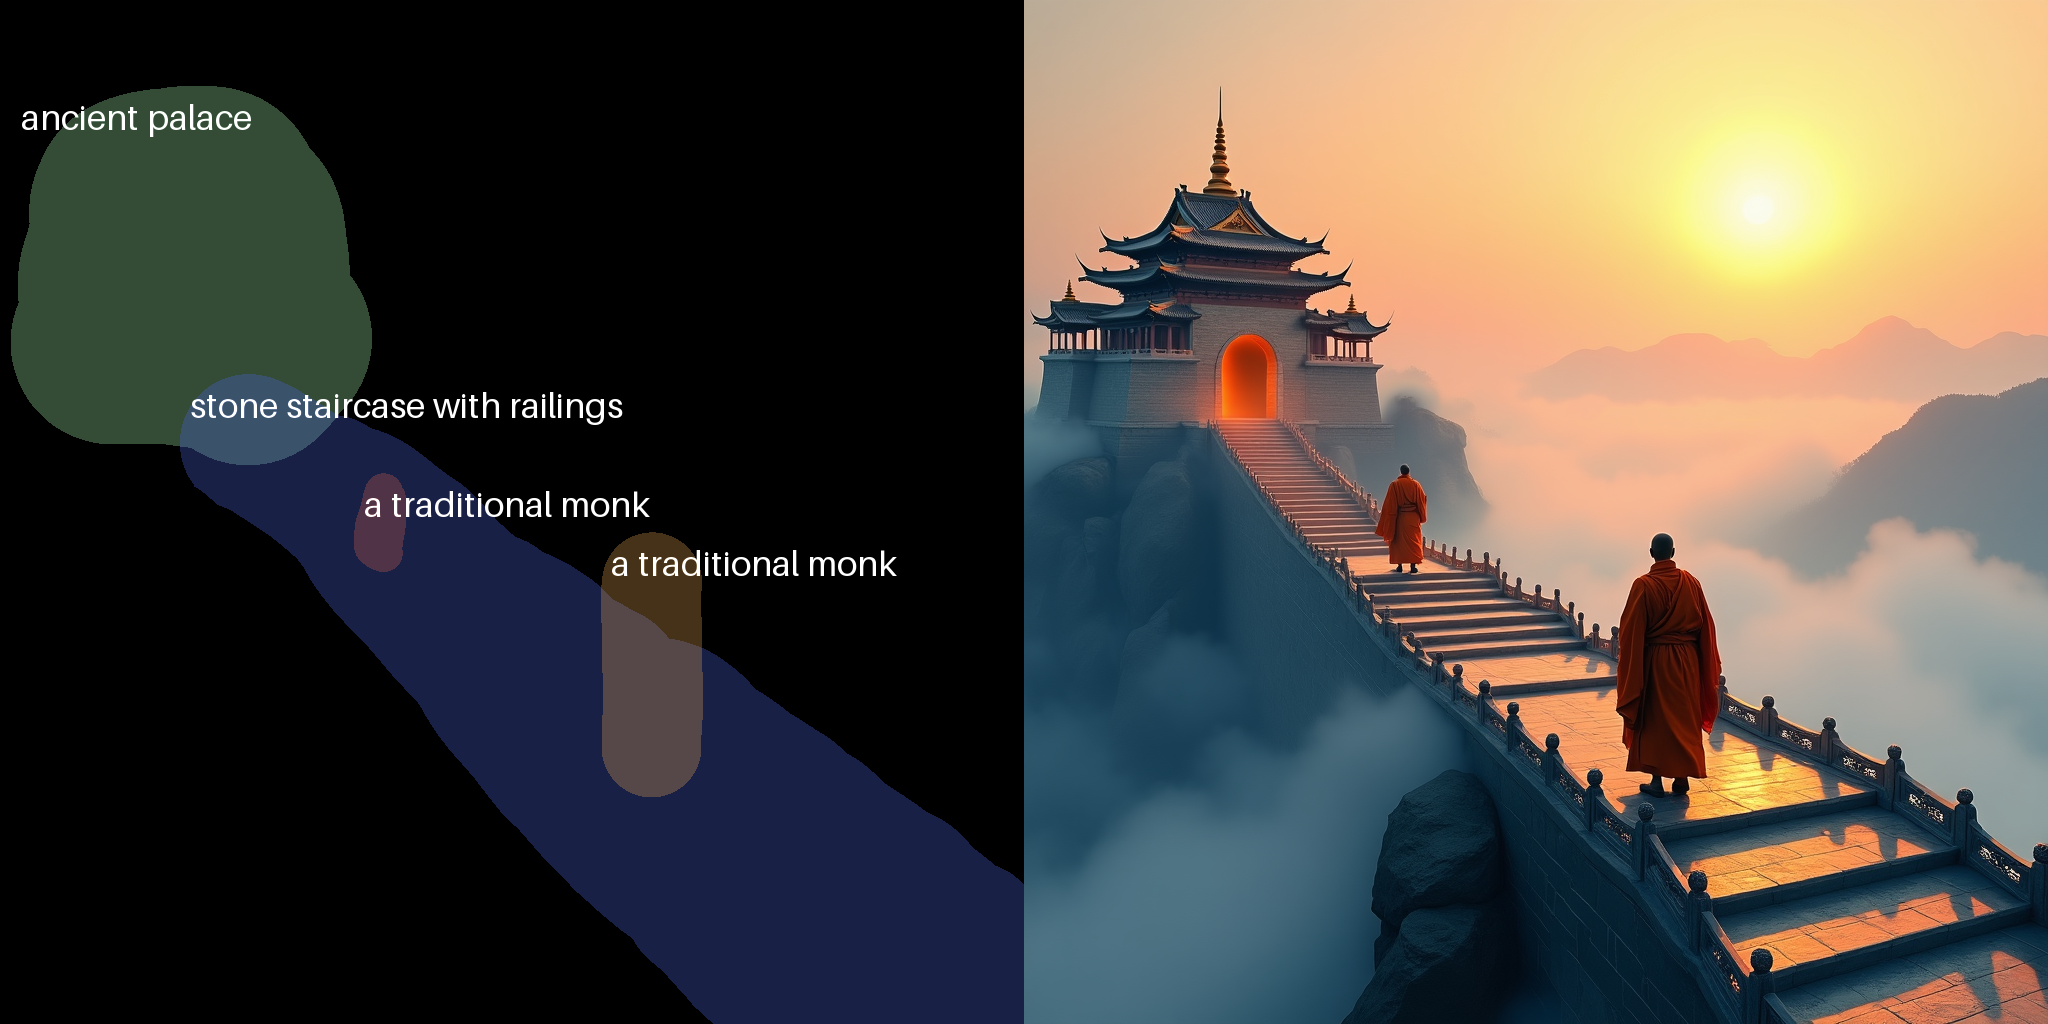 ancient palace
stone staircase with railings
a traditional monk
a traditional monk